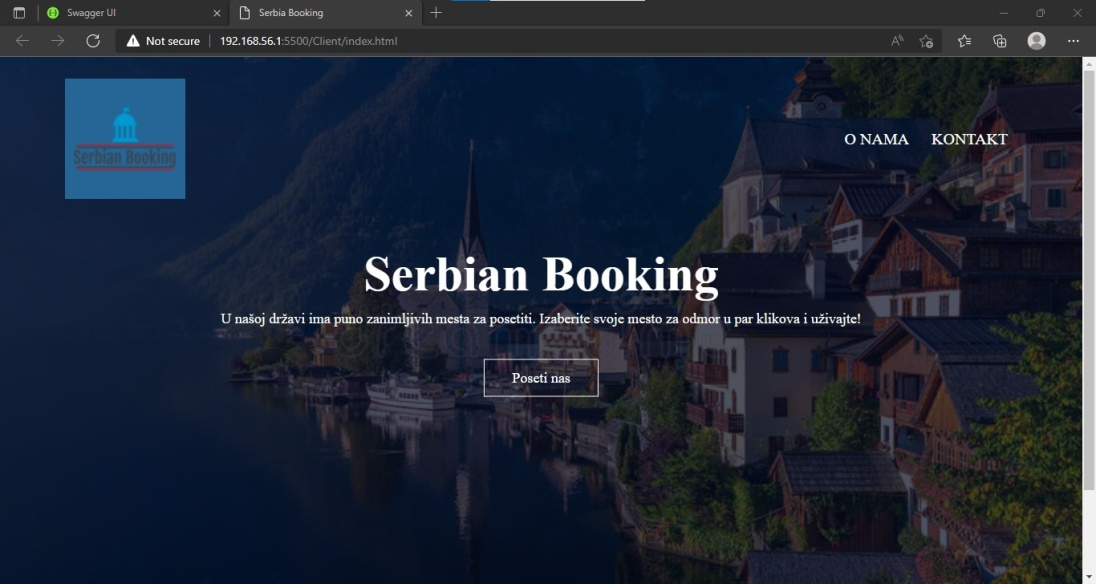 Swagger UI
Serbia Booking
Not secure
192.168.56.1:5500/Client/index.html
Serbian Booking
O NAMA
KONTAKT
Serbian Booking
U našoj državi ima puno zanimljivih mesta za posetiti. Izaberite svoje mesto za odmor u par klikova i uživajte!
Poseti nas